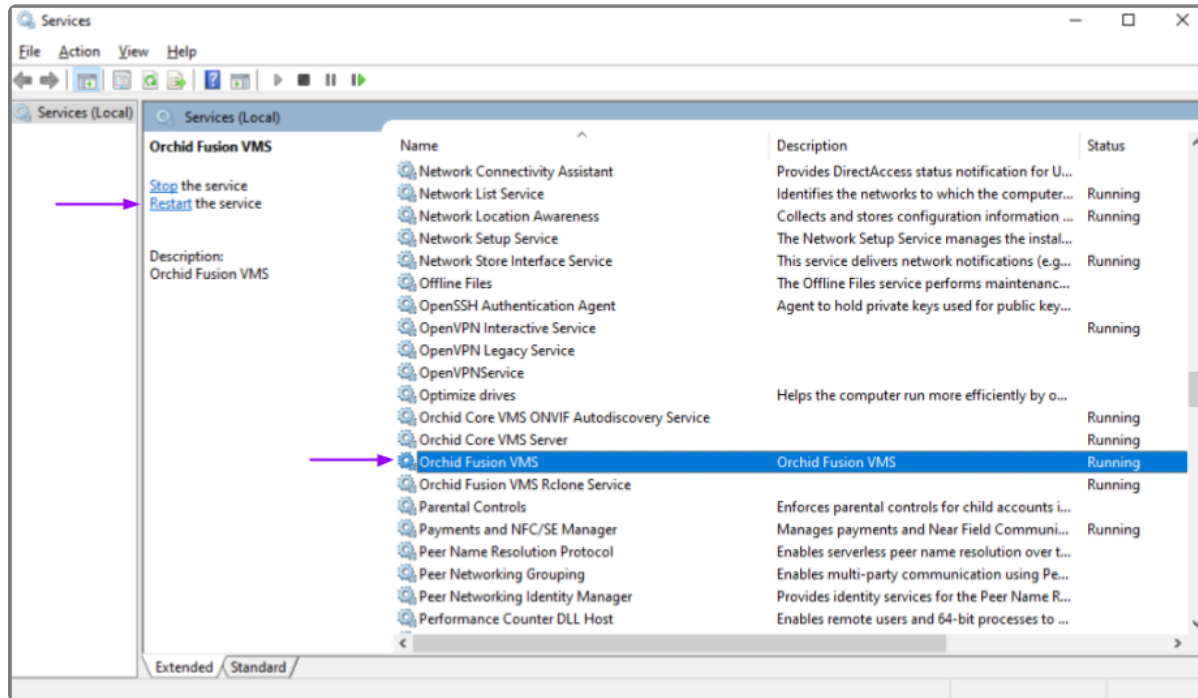 Services
File Action View Help
Services (Local)
Services (Local)
Orchid Fusion VMS
Stop the service
Restart the service
Description:
Orchid Fusion VMS
Name Description Status
Network Connectivity Assistant Provides DirectAccess status notification for U...
Network List Service Identifies the networks to which the computer... Running
Network Location Awareness Collects and stores configuration information ... Running
Network Setup Service The Network Setup Service manages the instal...
Network Store Interface Service This service delivers network notifications (e.g... Running
Offline Files The Offline Files service performs maintenanc...
OpenSSH Authentication Agent Agent to hold private keys used for public key...
OpenVPN Interactive Service Running
OpenVPN Legacy Service
OpenVPNService
Optimize drives Helps the computer run more efficiently by o...
Orchid Core VMS ONVIF Autodiscovery Service Running
Orchid Core VMS Server Running
Orchid Fusion VMS Orchid Fusion VMS Running
Orchid Fusion VMS Rclone Service Running
Parental Controls Enforces parental controls for child accounts i...
Payments and NFC/SE Manager Manages payments and Near Field Communi... Running
Peer Name Resolution Protocol Enables serverless peer name resolution over t...
Peer Networking Grouping Enables multi-party communication using Pe...
Peer Networking Identity Manager Provides identity services for the Peer Name R...
Performance Counter DLL Host Enables remote users and 64-bit processes to ...
Extended Standard